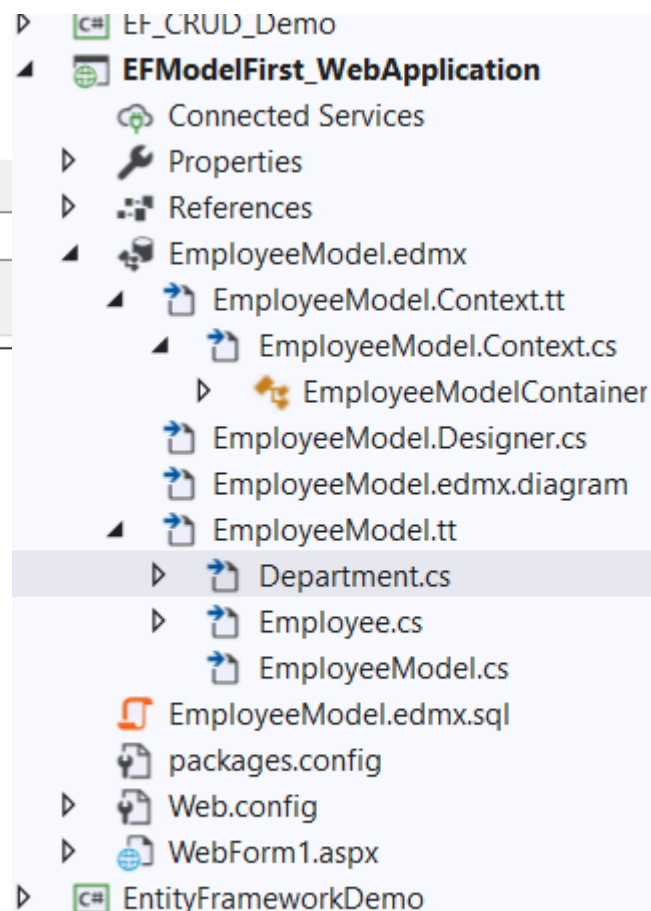 C# EF_CRUD_Demo
EFModelFirst_WebApplication
Connected Services
Properties
References
EmployeeModel.edmx
EmployeeModel.Context.tt
EmployeeModel.Context.cs
EmployeeModelContainer
EmployeeModel.Designer.cs
EmployeeModel.edmx.diagram
EmployeeModel.tt
Department.cs
Employee.cs
EmployeeModel.cs
EmployeeModel.edmx.sql
packages.config
Web.config
WebForm1.aspx
C# EntityFrameworkDemo